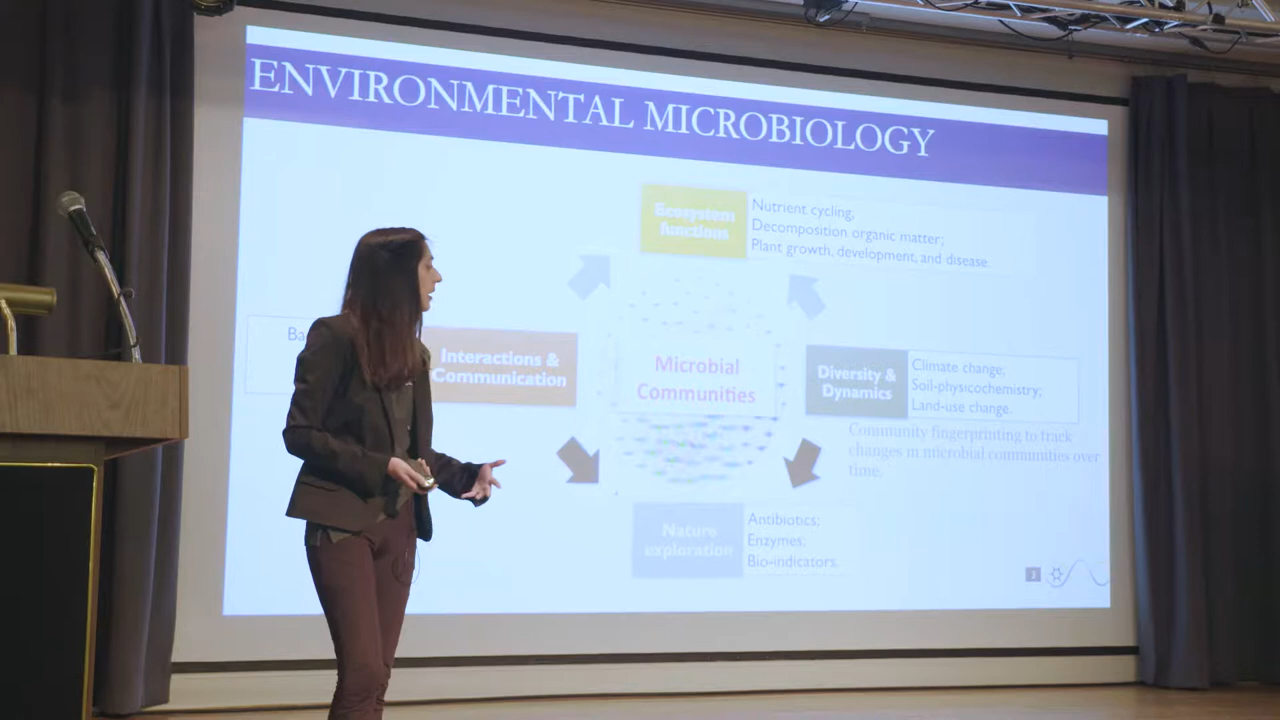 ENVIRONMENTAL MICROBIOLOGY
Ecosystem
functions
Nutrient cycling,
Decomposition organic matter;
Plant growth, development, and disease.
Interactions &
Communication
Microbial
Communities
Diversity &
Dynamics
Climate change;
Soil-physicochemistry;
Land-use change.
Community fingerprinting to track
changes in microbial communities over
time.
Nature
exploration
Antibiotics;
Enzymes,
Bio-indicators.